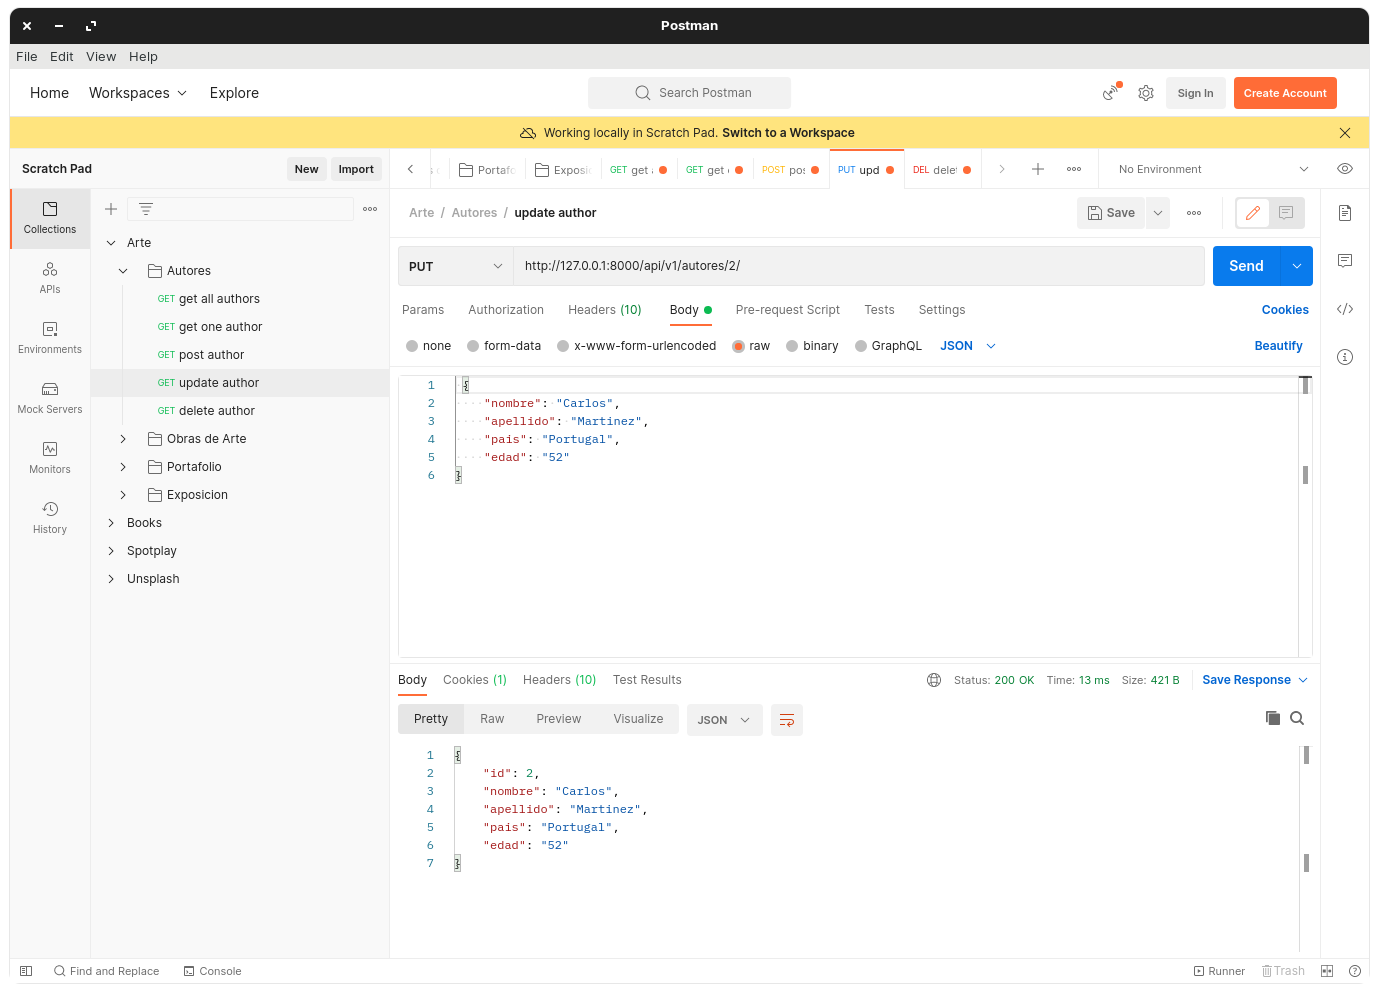 Postman
File Edit View Help
Home Workspaces Explore Search Postman Sign In Create Account
Working locally in Scratch Pad. Switch to a Workspace
Scratch Pad New Import
Portafo Exposi GET get GET get POST pos PUT upd DEL delet No Environment
Collections
APIs
Environments
Mock Servers
Monitors
History
Arte
Autores
GET get all authors
GET get one author
GET post author
GET update author
GET delete author
Obras de Arte
Portafolio
Exposicion
Books
Spotplay
Unsplash
Arte / Autores / update author Save
PUT http://127.0.0.1:8000/api/v1/autores/2/ Send
Params Authorization Headers (10) Body Pre-request Script Tests Settings Cookies
none form-data x-www-form-urlencoded raw binary GraphQL JSON Beautify
1 {
2 "nombre": "Carlos",
3 "apellido": "Martinez",
4 "pais": "Portugal",
5 "edad": "52"
6 }
Body Cookies (1) Headers (10) Test Results Status: 200 OK Time: 13 ms Size: 421 B Save Response
Pretty Raw Preview Visualize JSON
1 {
2 "id": 2,
3 "nombre": "Carlos",
4 "apellido": "Martinez",
5 "pais": "Portugal",
6 "edad": "52"
7 }
Find and Replace Console Runner Trash